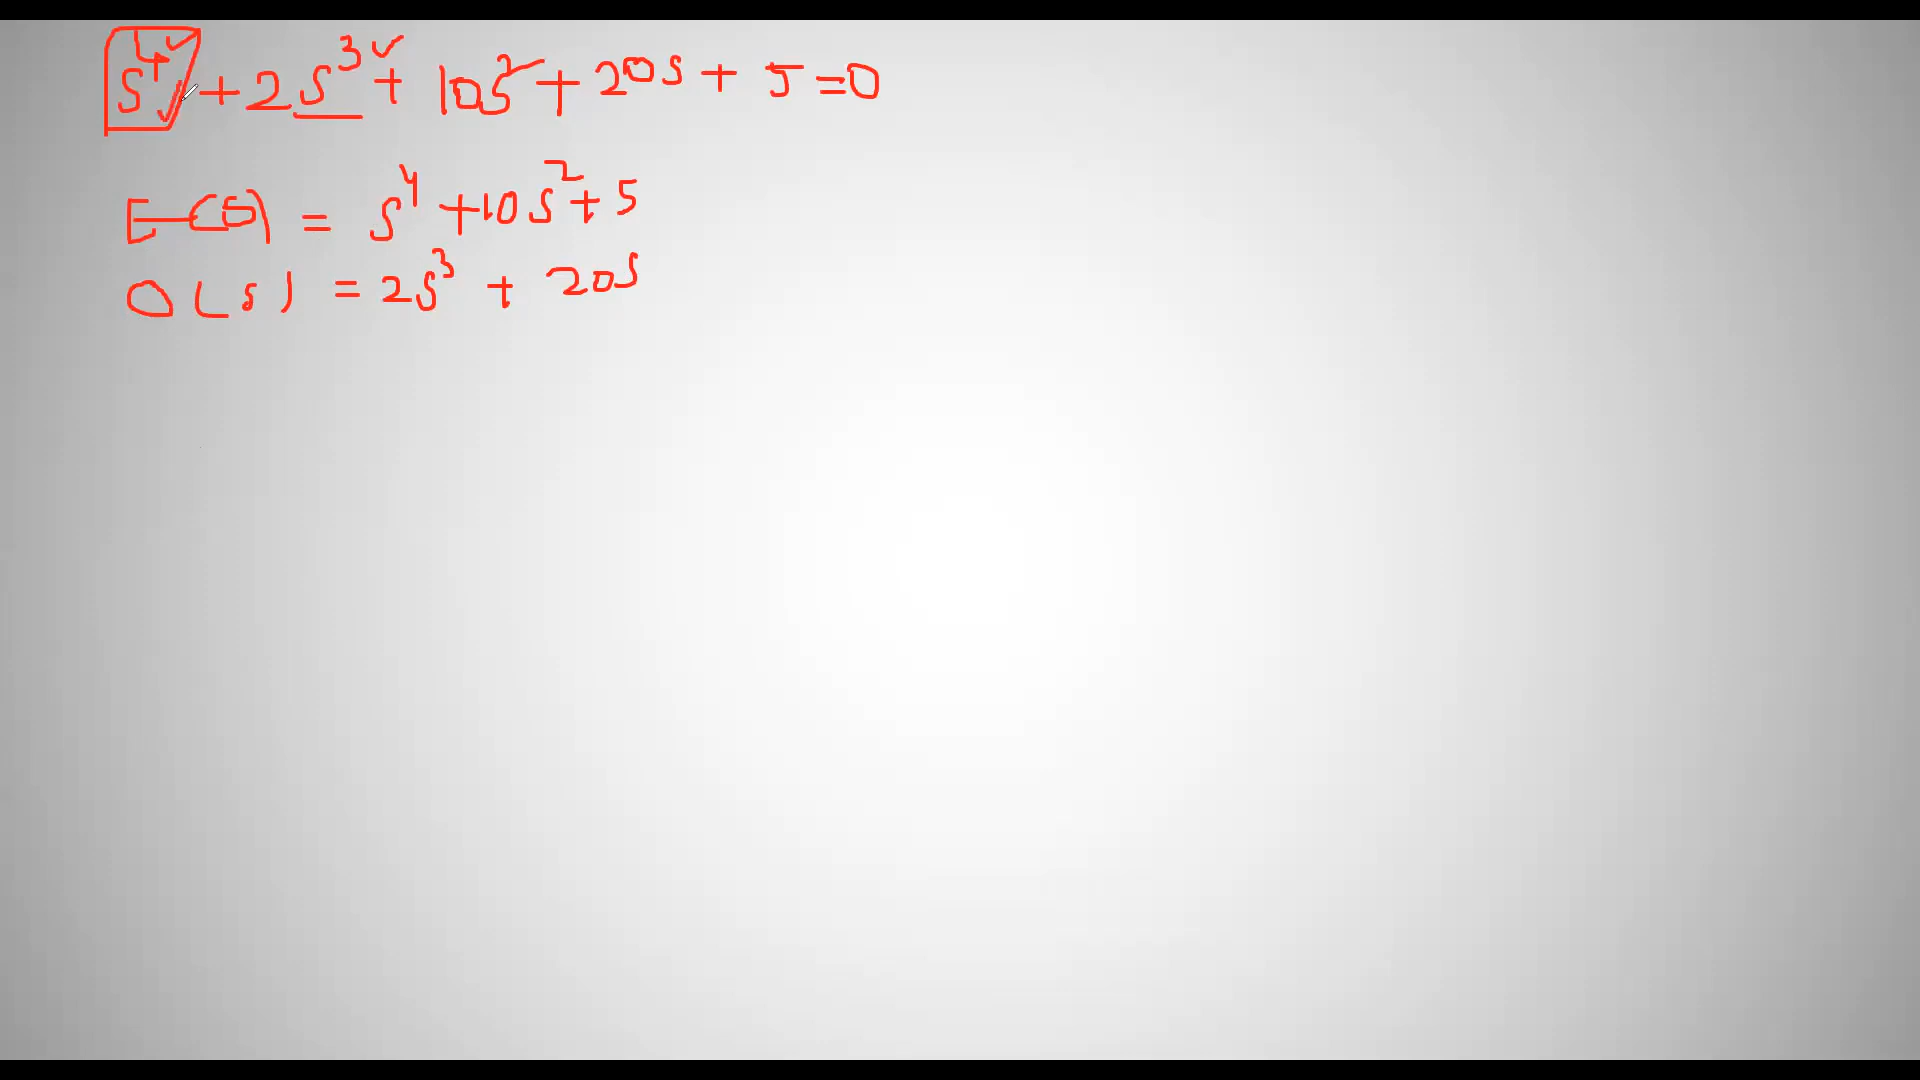 s⁴ + 2s³ + 10s² + 20s + 5 = 0
E(s) = s⁴ + 10s² + 5
O(s) = 2s³ + 20s